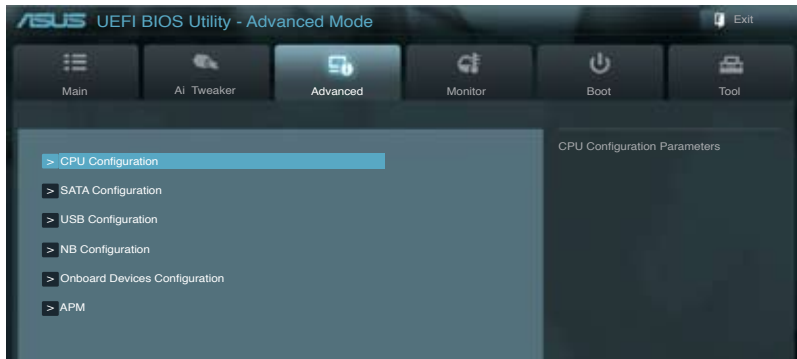 ASUS UEFI BIOS Utility - Advanced Mode
Exit
Main
Ai Tweaker
Advanced
Monitor
Boot
Tool
> CPU Configuration
CPU Configuration Parameters
> SATA Configuration
> USB Configuration
> NB Configuration
> Onboard Devices Configuration
> APM